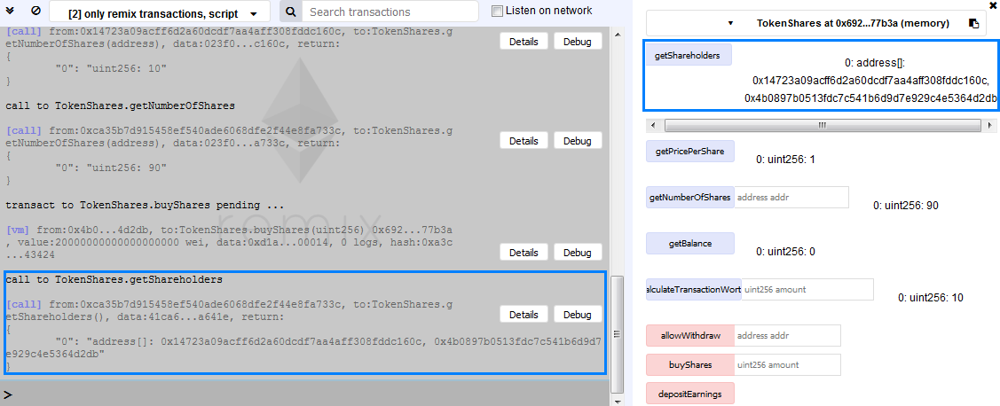 [2] only remix transactions, script
Search transactions
Listen on network
[call] from:0x14723a09acff6d2a60dcdf7aa4aff308fddc160c, to:TokenShares.g
etNumberOfShares(address), data:023f0...c160c, return:
{
"0": "uint256: 10"
}
Details
Debug
call to TokenShares.getNumberOfShares
[call] from:0xca35b7d915458ef540ade6068dfe2f44e8fa733c, to:TokenShares.g
etNumberOfShares(address), data:023f0...a733c, return:
{
"0": "uint256: 90"
}
Details
Debug
transact to TokenShares.buyShares pending ...
remix
[vm] from:0x4b0...4d2db, to:TokenShares.buyShares(uint256) 0x692...77b3a
, value:20000000000000000000 wei, data:0xd1a...00014, 0 logs, hash:0xa3c
...43424
Details
Debug
call to TokenShares.getShareholders
[call] from:0xca35b7d915458ef540ade6068dfe2f44e8fa733c, to:TokenShares.g
etShareholders(), data:41ca6...a641e, return:
{
"0": "address[]: 0x14723a09acff6d2a60dcdf7aa4aff308fddc160c, 0x4b0897b0513fdc7c541b6d9d7
e929c4e5364d2db"
}
Details
Debug
>
TokenShares at 0x692...77b3a (memory)
getShareholders
0: address[]:
0x14723a09acff6d2a60dcdf7aa4aff308fddc160c,
0x4b0897b0513fdc7c541b6d9d7e929c4e5364d2db
getPricePerShare
0: uint256: 1
getNumberOfShares
address addr
0: uint256: 90
getBalance
0: uint256: 0
alculateTransactionWort
uint256 amount
0: uint256: 10
allowWithdraw
address addr
buyShares
uint256 amount
depositEarnings